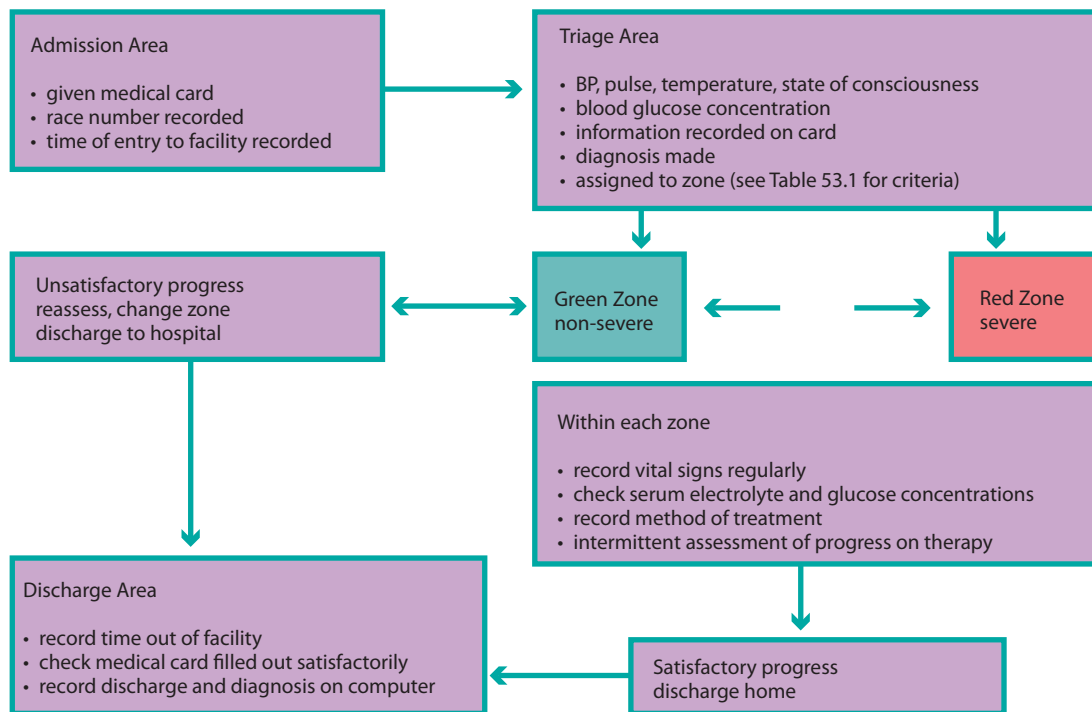 Admission Area
• given medical card
• race number recorded
• time of entry to facility recorded
Triage Area
• BP, pulse, temperature, state of consciousness
• blood glucose concentration
• information recorded on card
• diagnosis made
• assigned to zone (see Table 53.1 for criteria)
Unsatisfactory progress
reassess, change zone
discharge to hospital
Green Zone
non-severe
Red Zone
severe
Within each zone
• record vital signs regularly
• check serum electrolyte and glucose concentrations
• record method of treatment
• intermittent assessment of progress on therapy
Discharge Area
• record time out of facility
• check medical card filled out satisfactorily
• record discharge and diagnosis on computer
Satisfactory progress
discharge home